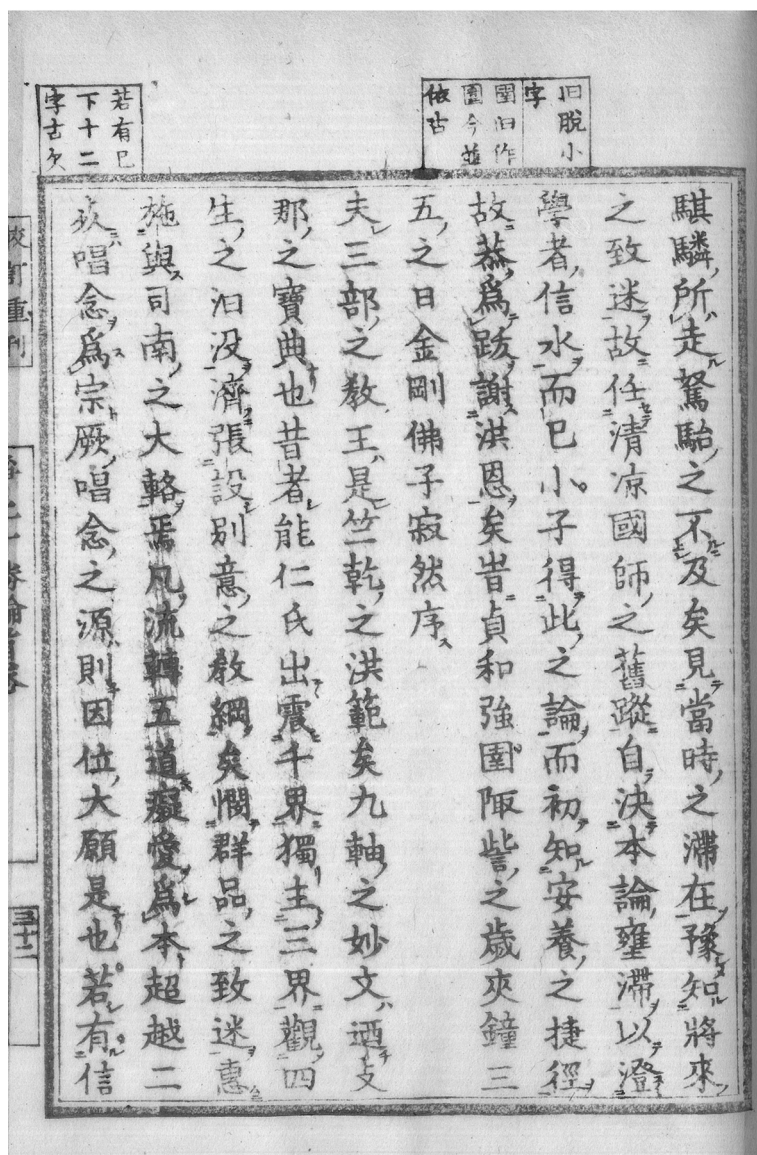 旧脫小
字
圉旧作
圄今並
依古
若有巳
下十二
字古欠
騏驎所走駑駘之不及矣見當時之滯在豫知將來
之致迷故任清凉國師之舊蹤自決本論壅滯以澄
學者信水而巳小子得此之論而初知安養之捷徑
故恭爲跋謝洪恩矣旹貞和強圉陬訾之歲夾鐘三
五之日金剛佛子寂然序
夫三部之教王是竺乾之洪範矣九軸之妙文迺支
那之寶典也昔者能仁氏出震千界獨主三界觀四
生之汨没濟張設別意之教綱矣憫群品之致迷惠
施與司南之大輅焉凡流轉五道癡愛爲本超越二
死唱念爲宗厥唱念之源則因位大願是也若有信
三十二